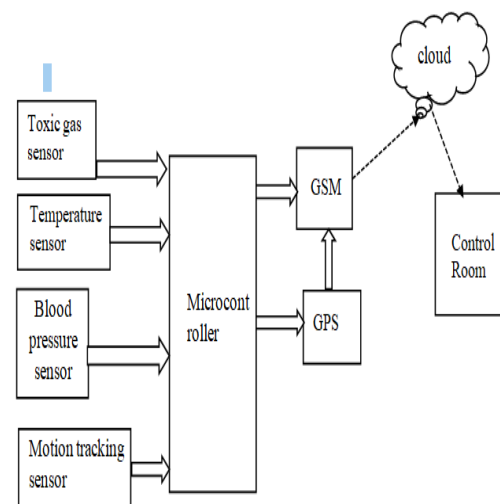 cloud
Toxic gas
sensor
GSM
Temperature
sensor
Control
Room
Microcont
roller
Blood
pressure
sensor
GPS
Motion tracking
sensor